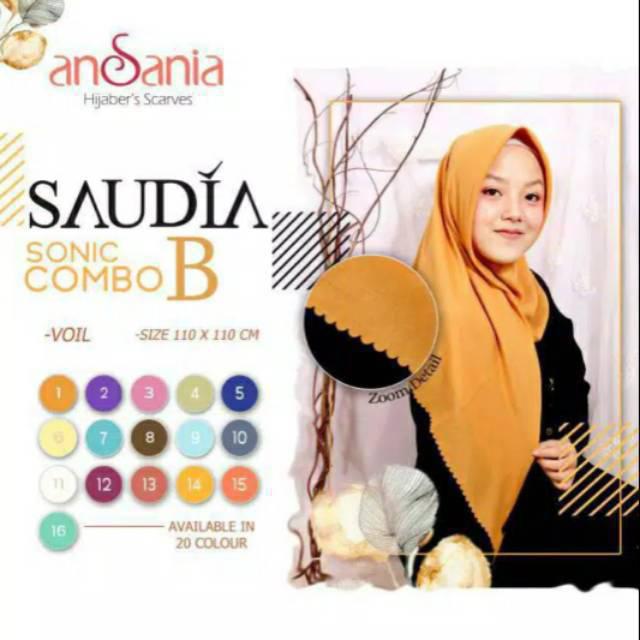 anSania
Hijaber's Scarves
SAUDIA
SONIC
COMBO B
-VOIL
-SIZE 110 X 110 CM
Zoom Detail
1 2 3 4 5
6 7 8 9 10
11 12 13 14 15
16
AVAILABLE IN
20 COLOUR